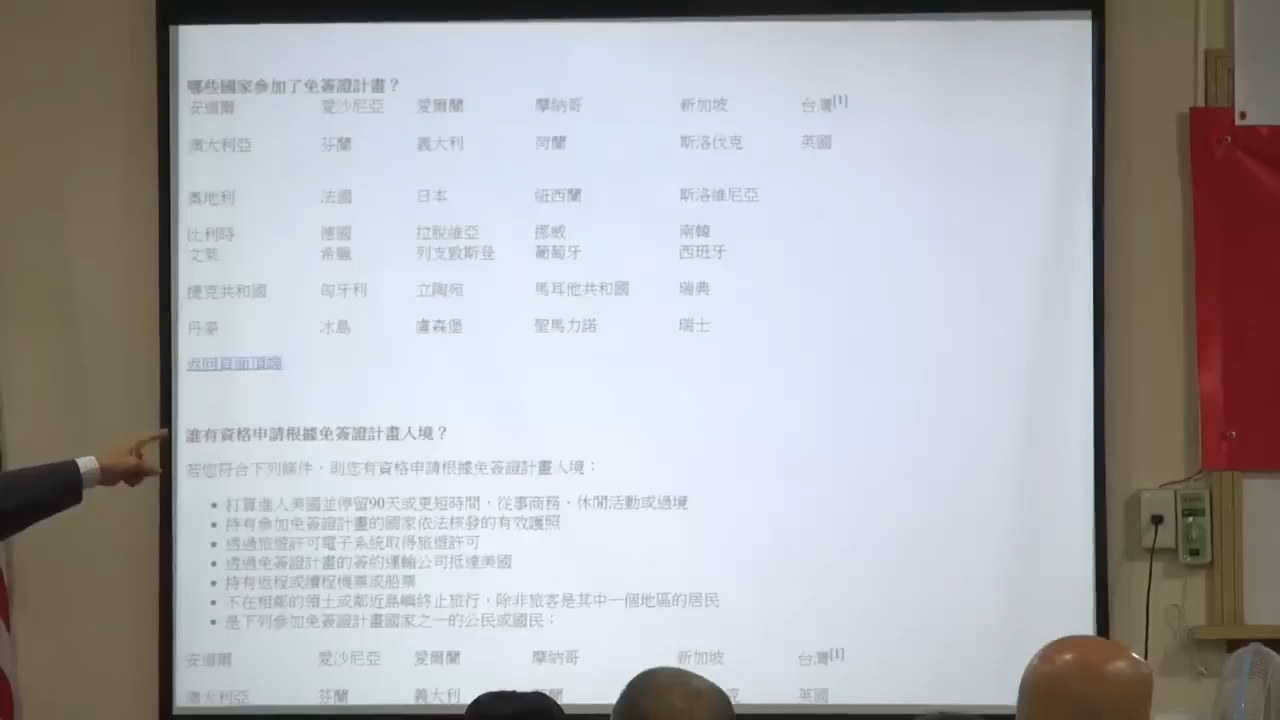 哪些國家參加了免簽證計畫？
安道爾 愛沙尼亞 愛爾蘭 摩納哥 新加坡 台灣[1]
澳大利亞 芬蘭 義大利 荷蘭 斯洛伐克 英國
奧地利 法國 日本 紐西蘭 斯洛維尼亞
比利時 德國 拉脫維亞 挪威 南韓
文萊 希臘 列支敦斯登 葡萄牙 西班牙
捷克共和國 匈牙利 立陶宛 馬耳他共和國 瑞典
丹麥 冰島 盧森堡 聖馬力諾 瑞士
返回頁面頂端
誰有資格申請根據免簽證計畫入境？
若您符合下列條件，則您有資格申請根據免簽證計畫入境：
打算進入美國並停留90天或更短時間，從事商務、休閒活動或過境
持有參加免簽證計畫的國家依法核發的有效護照
透過旅遊許可電子系統取得旅遊許可
透過免簽證計畫的簽約運輸公司抵達美國
持有返程或續程機票或船票
不在相鄰的領土或鄰近島嶼終止旅行，除非旅客是其中一個地區的居民
是下列參加免簽證計畫國家之一的公民或國民：
安道爾 愛沙尼亞 愛爾蘭 摩納哥 新加坡 台灣[1]
澳大利亞 芬蘭 義大利 英國